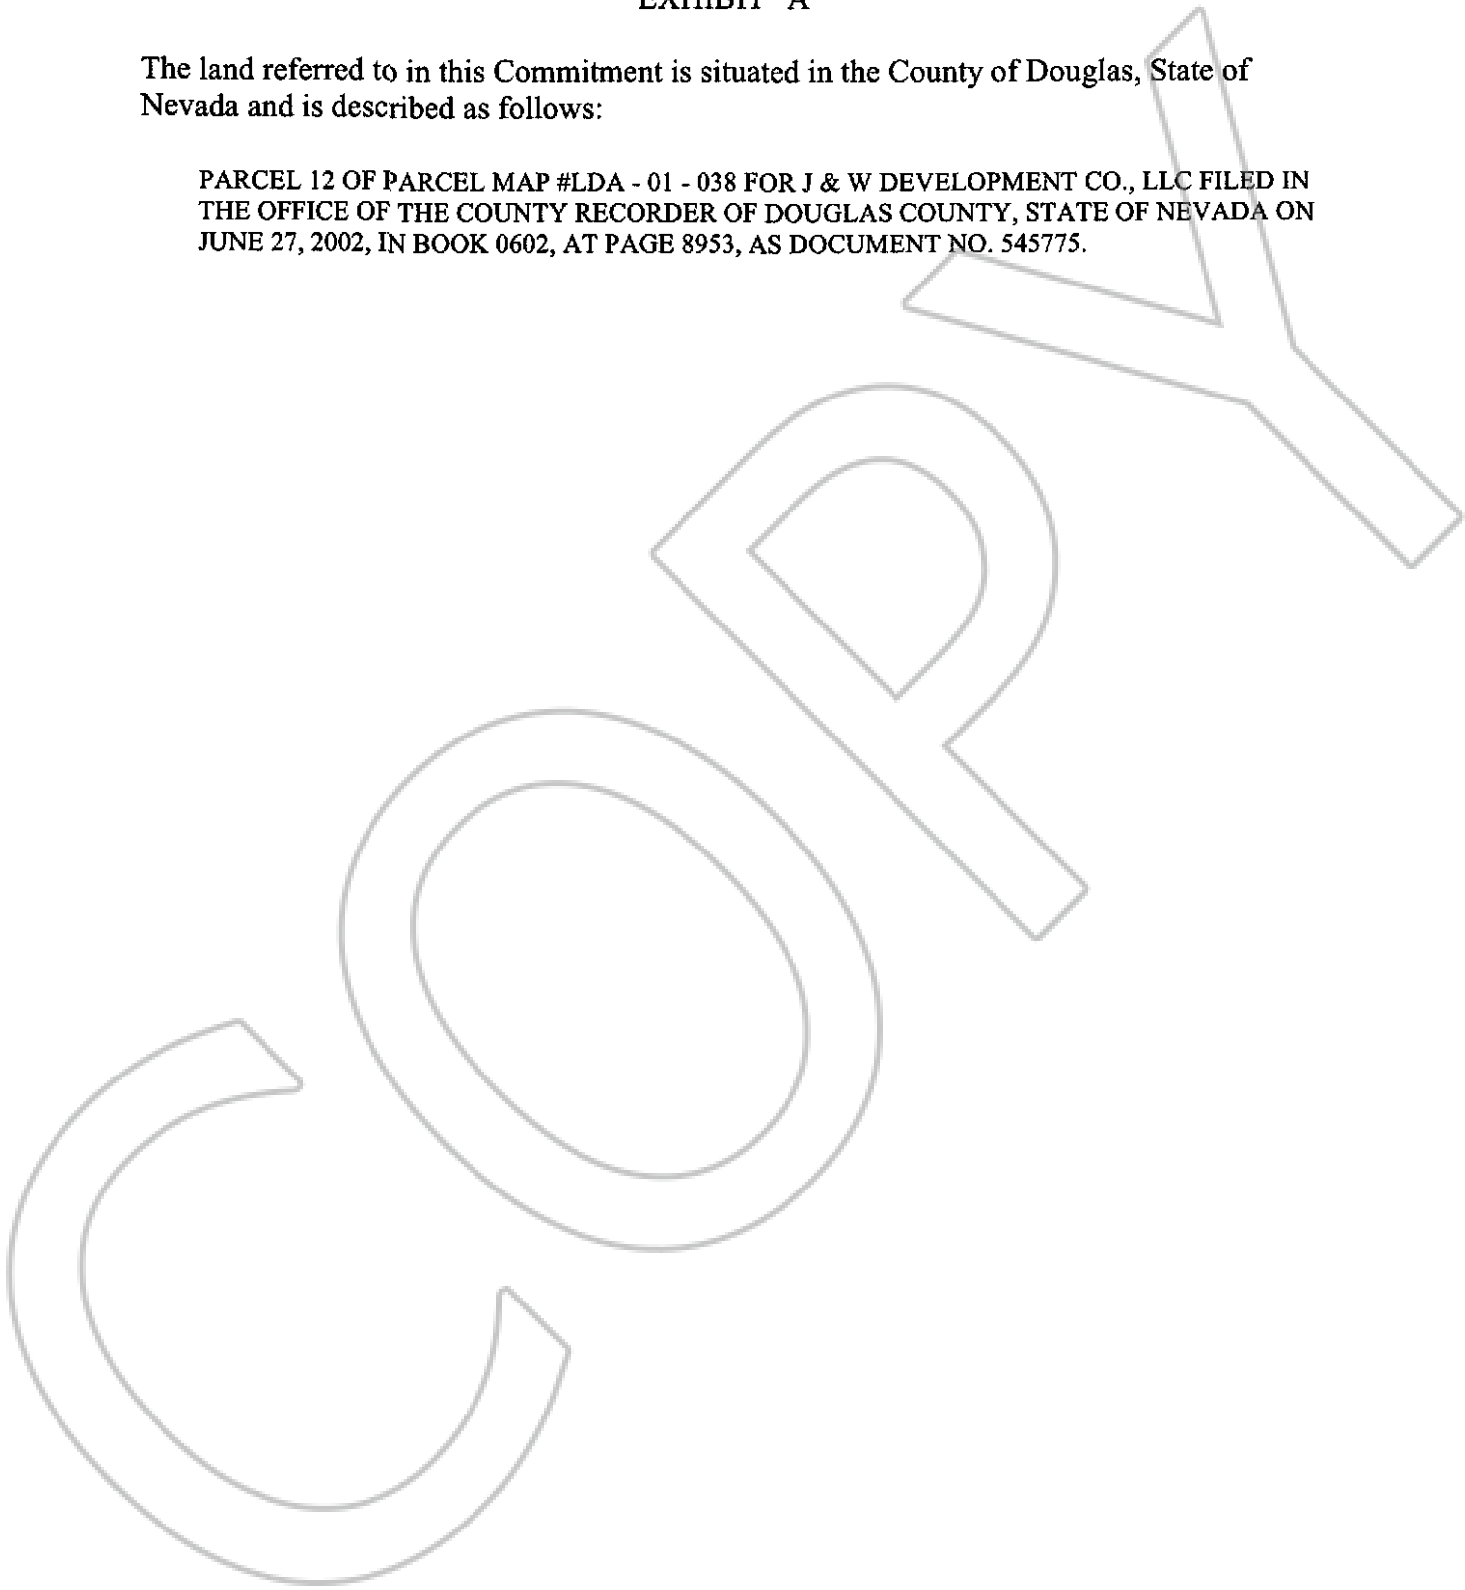 EXHIBIT "A"
The land referred to in this Commitment is situated in the County of Douglas, State of
Nevada and is described as follows:
PARCEL 12 OF PARCEL MAP #LDA - 01 - 038 FOR J & W DEVELOPMENT CO., LLC FILED IN
THE OFFICE OF THE COUNTY RECORDER OF DOUGLAS COUNTY, STATE OF NEVADA ON
JUNE 27, 2002, IN BOOK 0602, AT PAGE 8953, AS DOCUMENT NO. 545775.
COPY